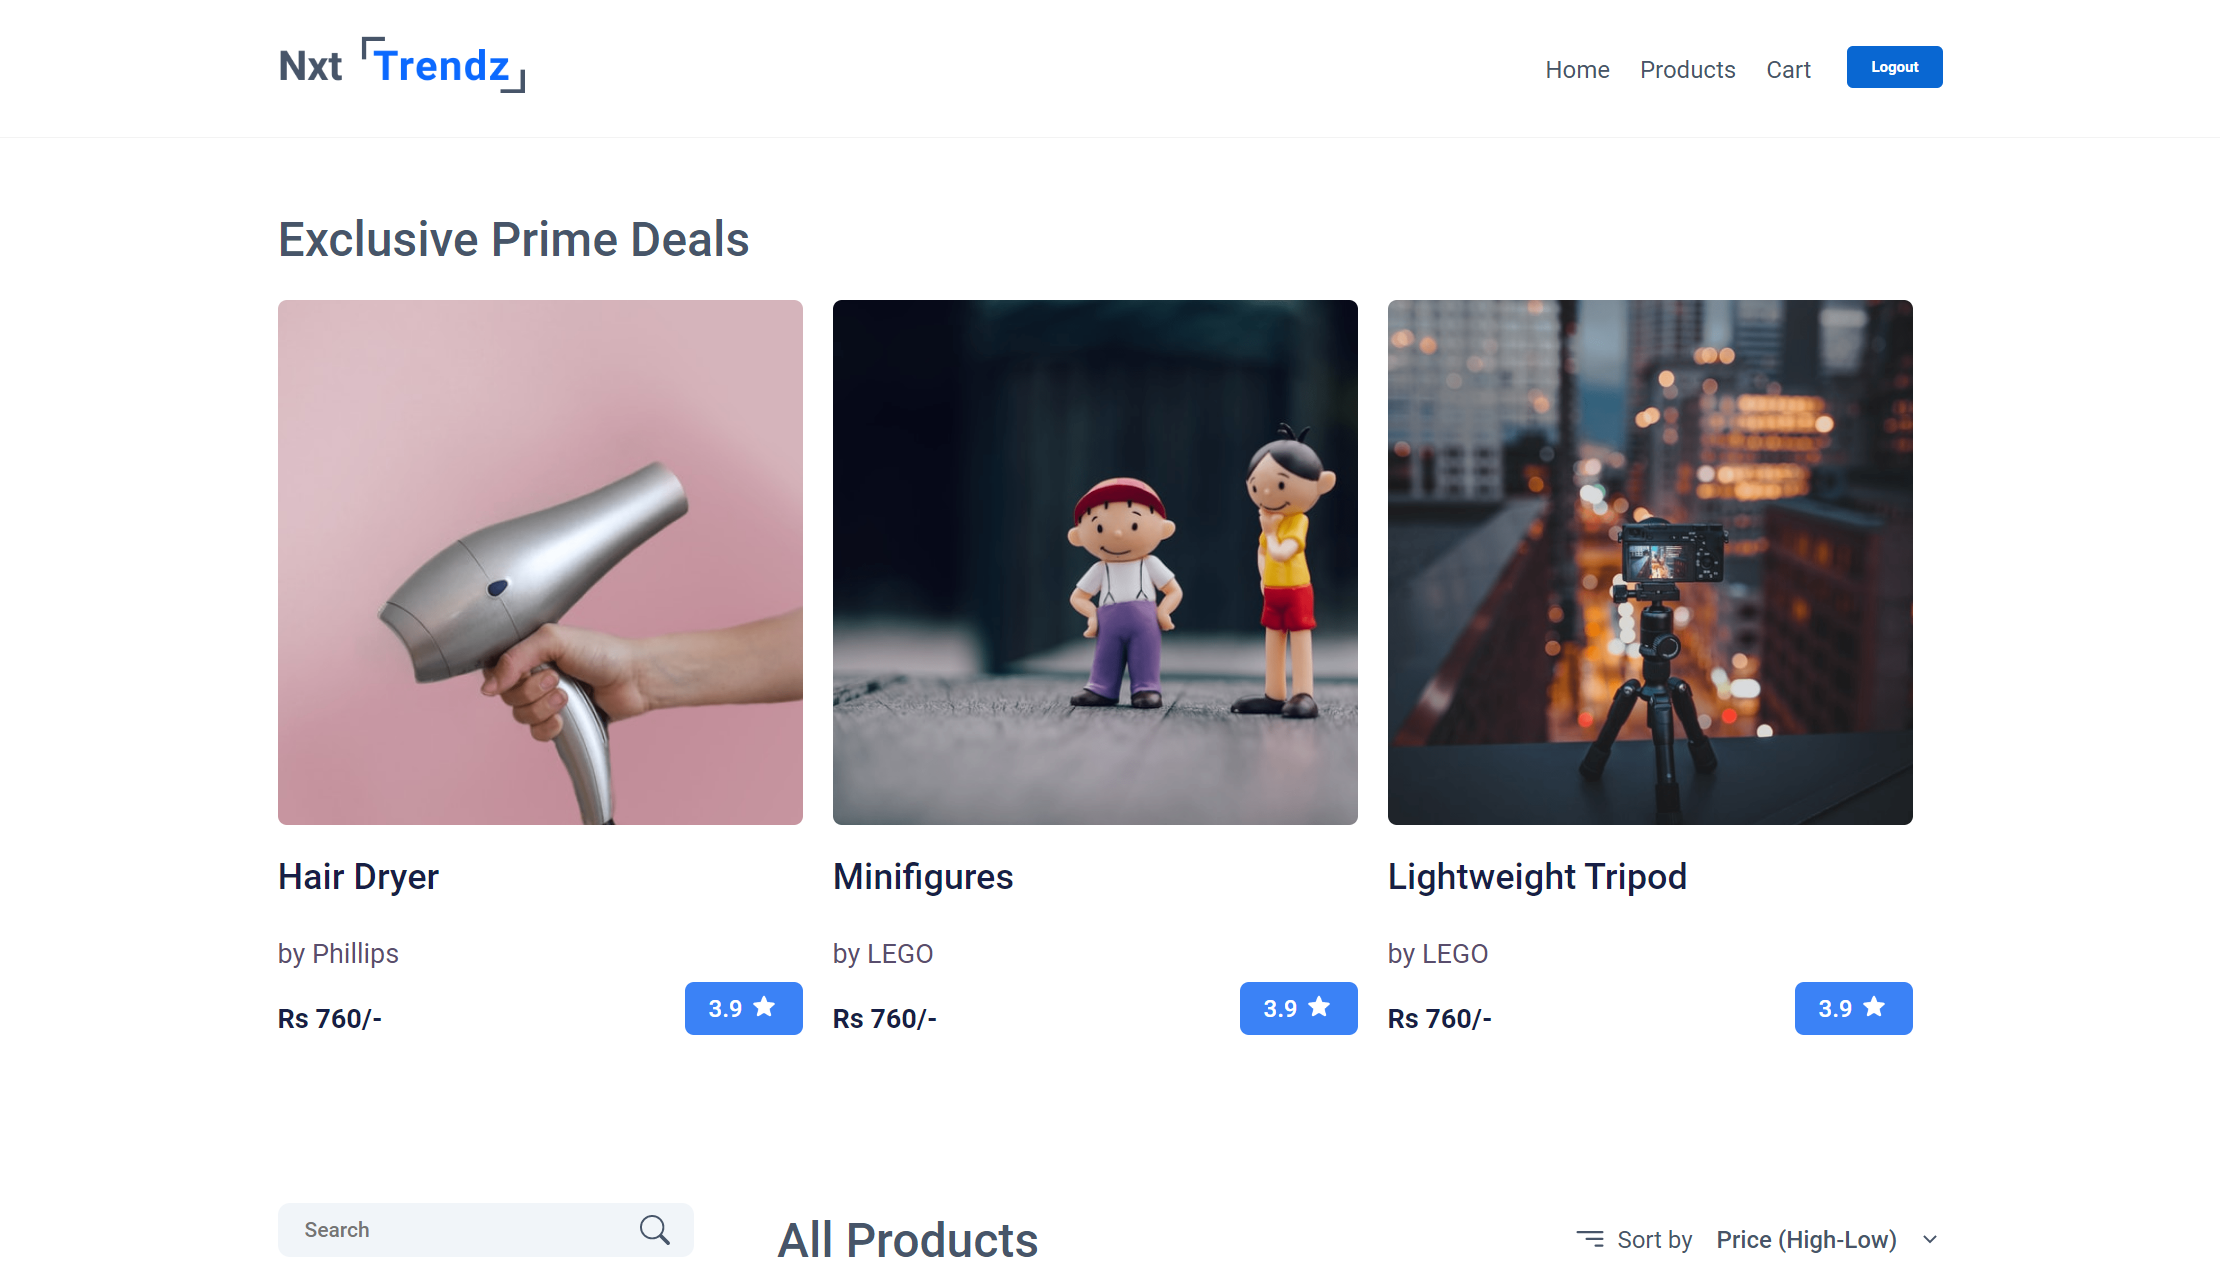 Nxt Trendz
Home Products Cart Logout
Exclusive Prime Deals
Hair Dryer
by Phillips
Rs 760/-
3.9
Minifigures
by LEGO
Rs 760/-
3.9
Lightweight Tripod
by LEGO
Rs 760/-
3.9
Search
All Products
Sort by Price (High-Low)